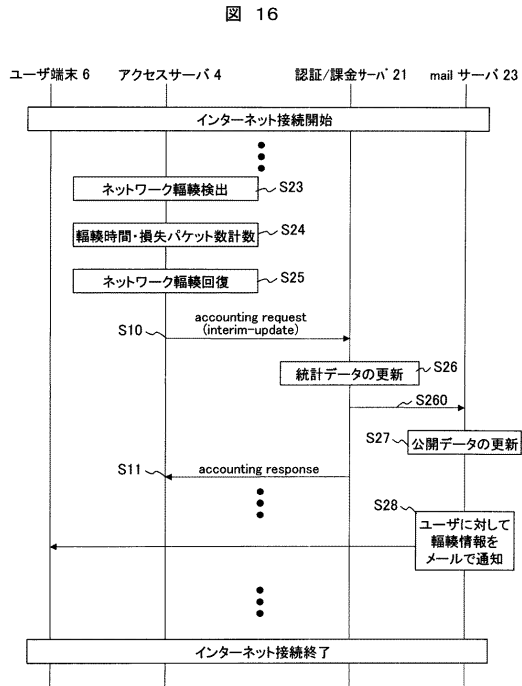 図 16
ユーザ端末 6
アクセスサーバ 4
認証/課金サーバ 21
mail サーバ 23
インターネット接続開始
ネットワーク輻輳検出
S23
輻輳時間・損失パケット数計数
S24
ネットワーク輻輳回復
S25
S10
accounting request
(interim-update)
統計データの更新
S26
S260
S27
公開データの更新
S11
accounting response
S28
ユーザに対して
輻輳情報を
メールで通知
インターネット接続終了